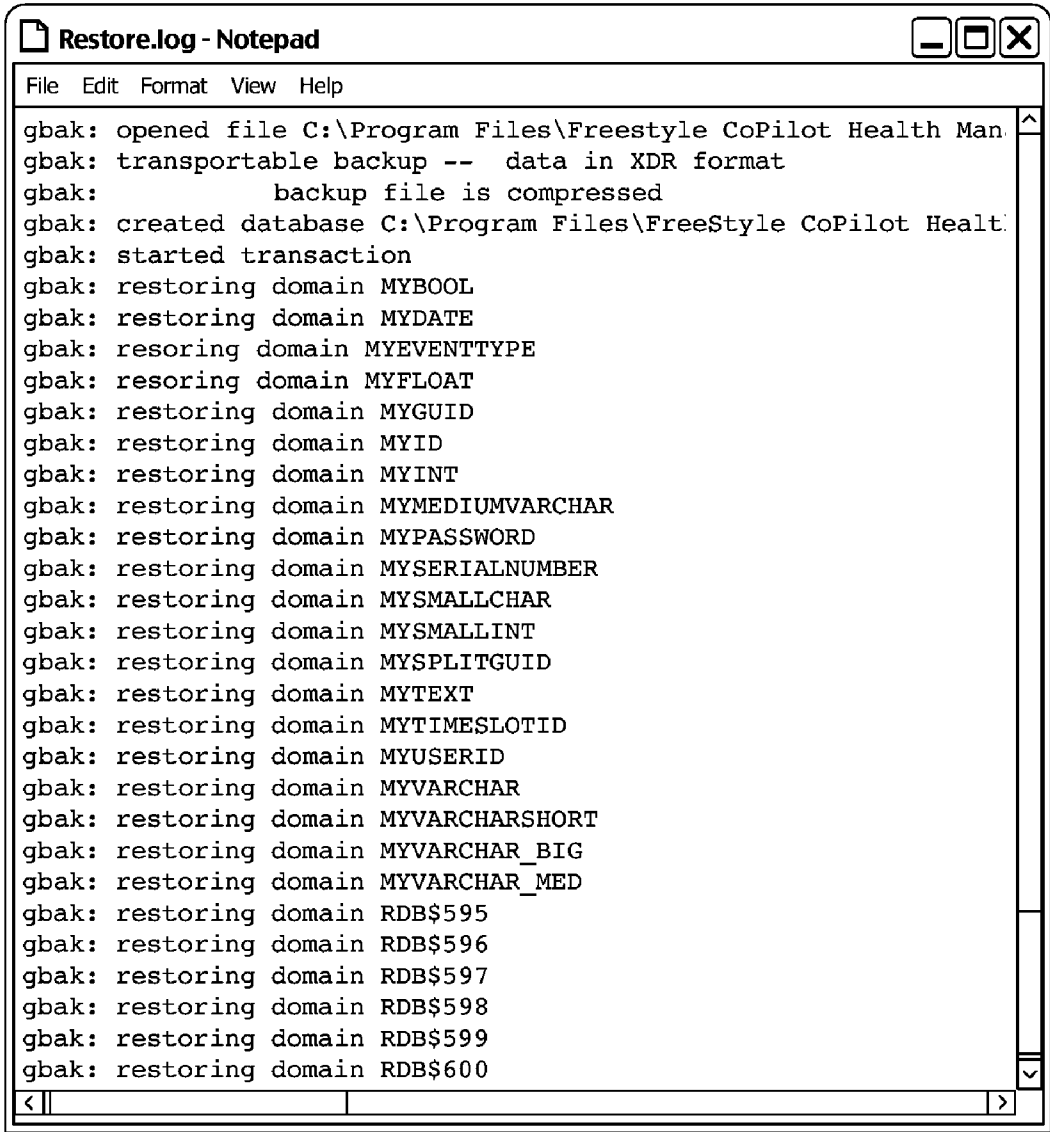 Restore.log - Notepad
File Edit Format View Help
gbak: opened file C:\Program Files\Freestyle CoPilot Health Man
gbak: transportable backup -- data in XDR format
gbak: backup file is compressed
gbak: created database C:\Program Files\FreeStyle CoPilot Healt
gbak: started transaction
gbak: restoring domain MYBOOL
gbak: restoring domain MYDATE
gbak: resoring domain MYEVENTTYPE
gbak: resoring domain MYFLOAT
gbak: restoring domain MYGUID
gbak: restoring domain MYID
gbak: restoring domain MYINT
gbak: restoring domain MYMEDIUMVARCHAR
gbak: restoring domain MYPASSWORD
gbak: restoring domain MYSERIALNUMBER
gbak: restoring domain MYSMALLCHAR
gbak: restoring domain MYSMALLINT
gbak: restoring domain MYSPLITGUID
gbak: restoring domain MYTEXT
gbak: restoring domain MYTIMESLOTID
gbak: restoring domain MYUSERID
gbak: restoring domain MYVARCHAR
gbak: restoring domain MYVARCHARSHORT
gbak: restoring domain MYVARCHAR_BIG
gbak: restoring domain MYVARCHAR_MED
gbak: restoring domain RDB$595
gbak: restoring domain RDB$596
gbak: restoring domain RDB$597
gbak: restoring domain RDB$598
gbak: restoring domain RDB$599
gbak: restoring domain RDB$600